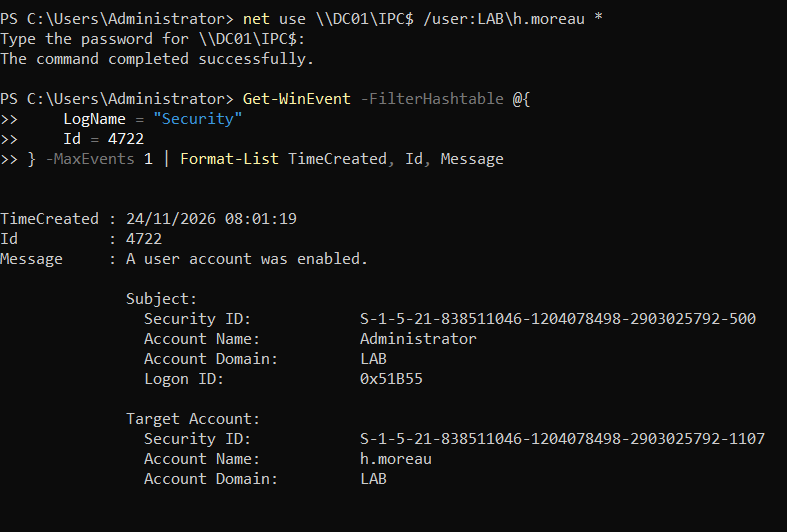 PS C:\Users\Administrator> net use \\DC01\IPC$ /user:LAB\h.moreau *
Type the password for \\DC01\IPC$:
The command completed successfully.
PS C:\Users\Administrator> Get-WinEvent -FilterHashtable @{
>>     LogName = "Security"
>>     Id = 4722
>> } -MaxEvents 1 | Format-List TimeCreated, Id, Message
TimeCreated : 24/11/2026 08:01:19
Id          : 4722
Message     : A user account was enabled.
Subject:
Security ID: S-1-5-21-838511046-1204078498-2903025792-500
Account Name: Administrator
Account Domain: LAB
Logon ID: 0x51B55
Target Account:
Security ID: S-1-5-21-838511046-1204078498-2903025792-1107
Account Name: h.moreau
Account Domain: LAB